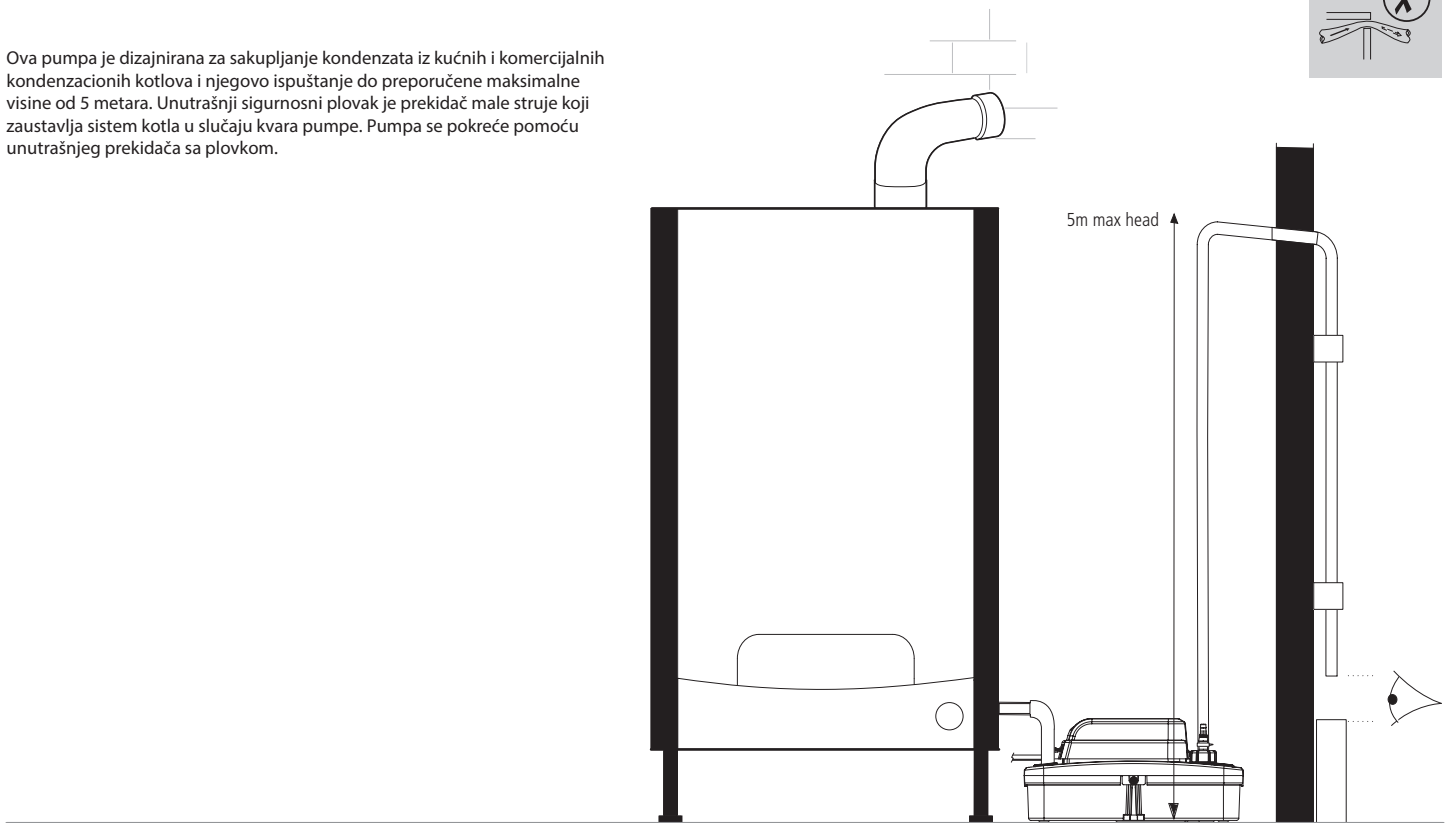 Ova pumpa je dizajnirana za sakupljanje kondenzata iz kućnih i komercijalnih
kondenzacionih kotlova i njegovo ispuštanje do preporučene maksimalne
visine od 5 metara. Unutrašnji sigurnosni plovak je prekidač male struje koji
zaustavlja sistem kotla u slučaju kvara pumpe. Pumpa se pokreće pomoću
unutrašnjeg prekidača sa plovkom.
5m max head